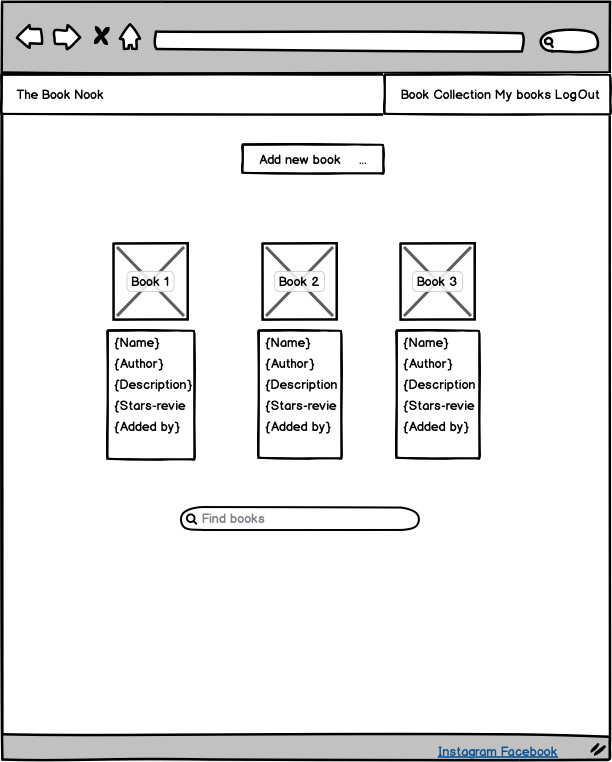 The Book Nook
Book Collection My books LogOut
Add new book ...
Book 1
Book 2
Book 3
{Name}
{Author}
{Description}
{Stars-revie
{Added by}
{Name}
{Author}
{Description
{Stars-revie
{Added by}
{Name}
{Author}
{Description
{Stars-revie
{Added by}
Find books
Instagram Facebook